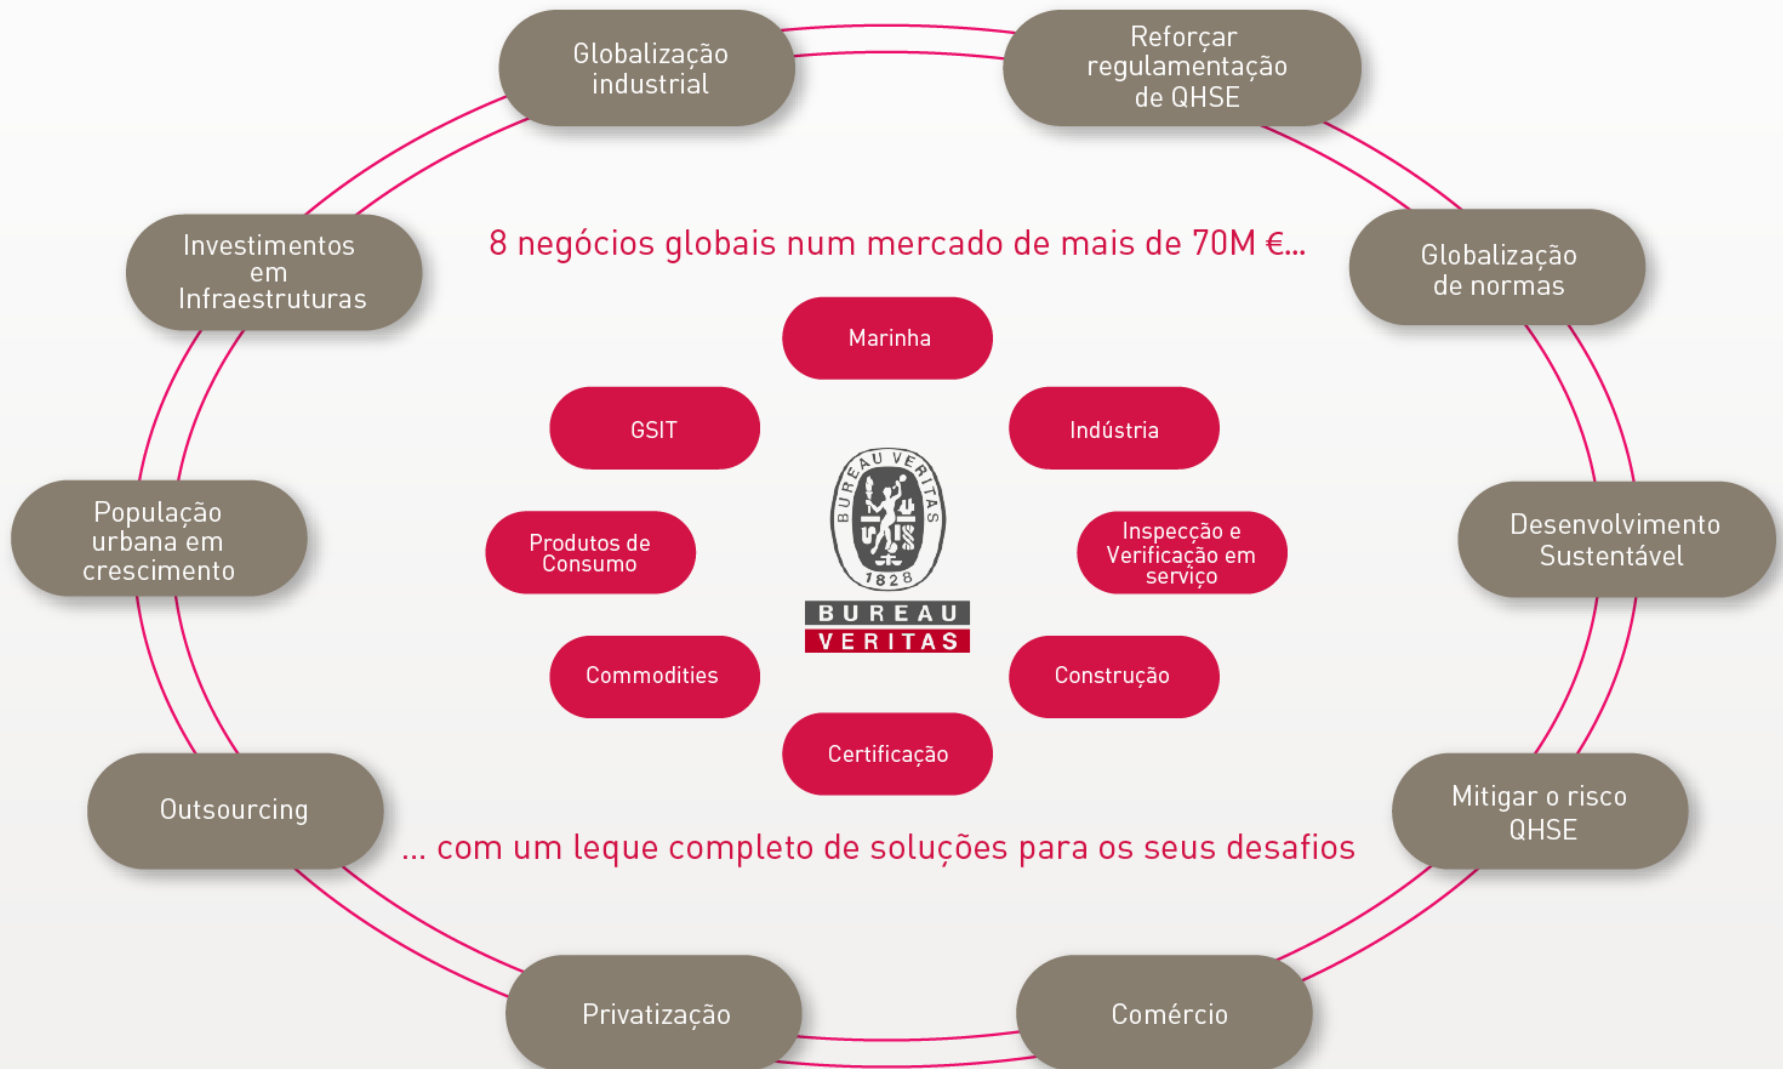 Globalização
industrial
Reforçar
regulamentação
de QHSE
Investimentos
em
Infraestruturas
8 negócios globais num mercado de mais de 70M €...
Globalização
de normas
Marinha
GSIT
Indústria
BUREAU VERITAS
1828
População
urbana em
crescimento
Produtos de
Consumo
Inspecção e
Verificação em
serviço
Desenvolvimento
Sustentável
BUREAU
VERITAS
Commodities
Construção
Certificação
Outsourcing
Mitigar o risco
QHSE
... com um leque completo de soluções para os seus desafios
Privatização
Comércio